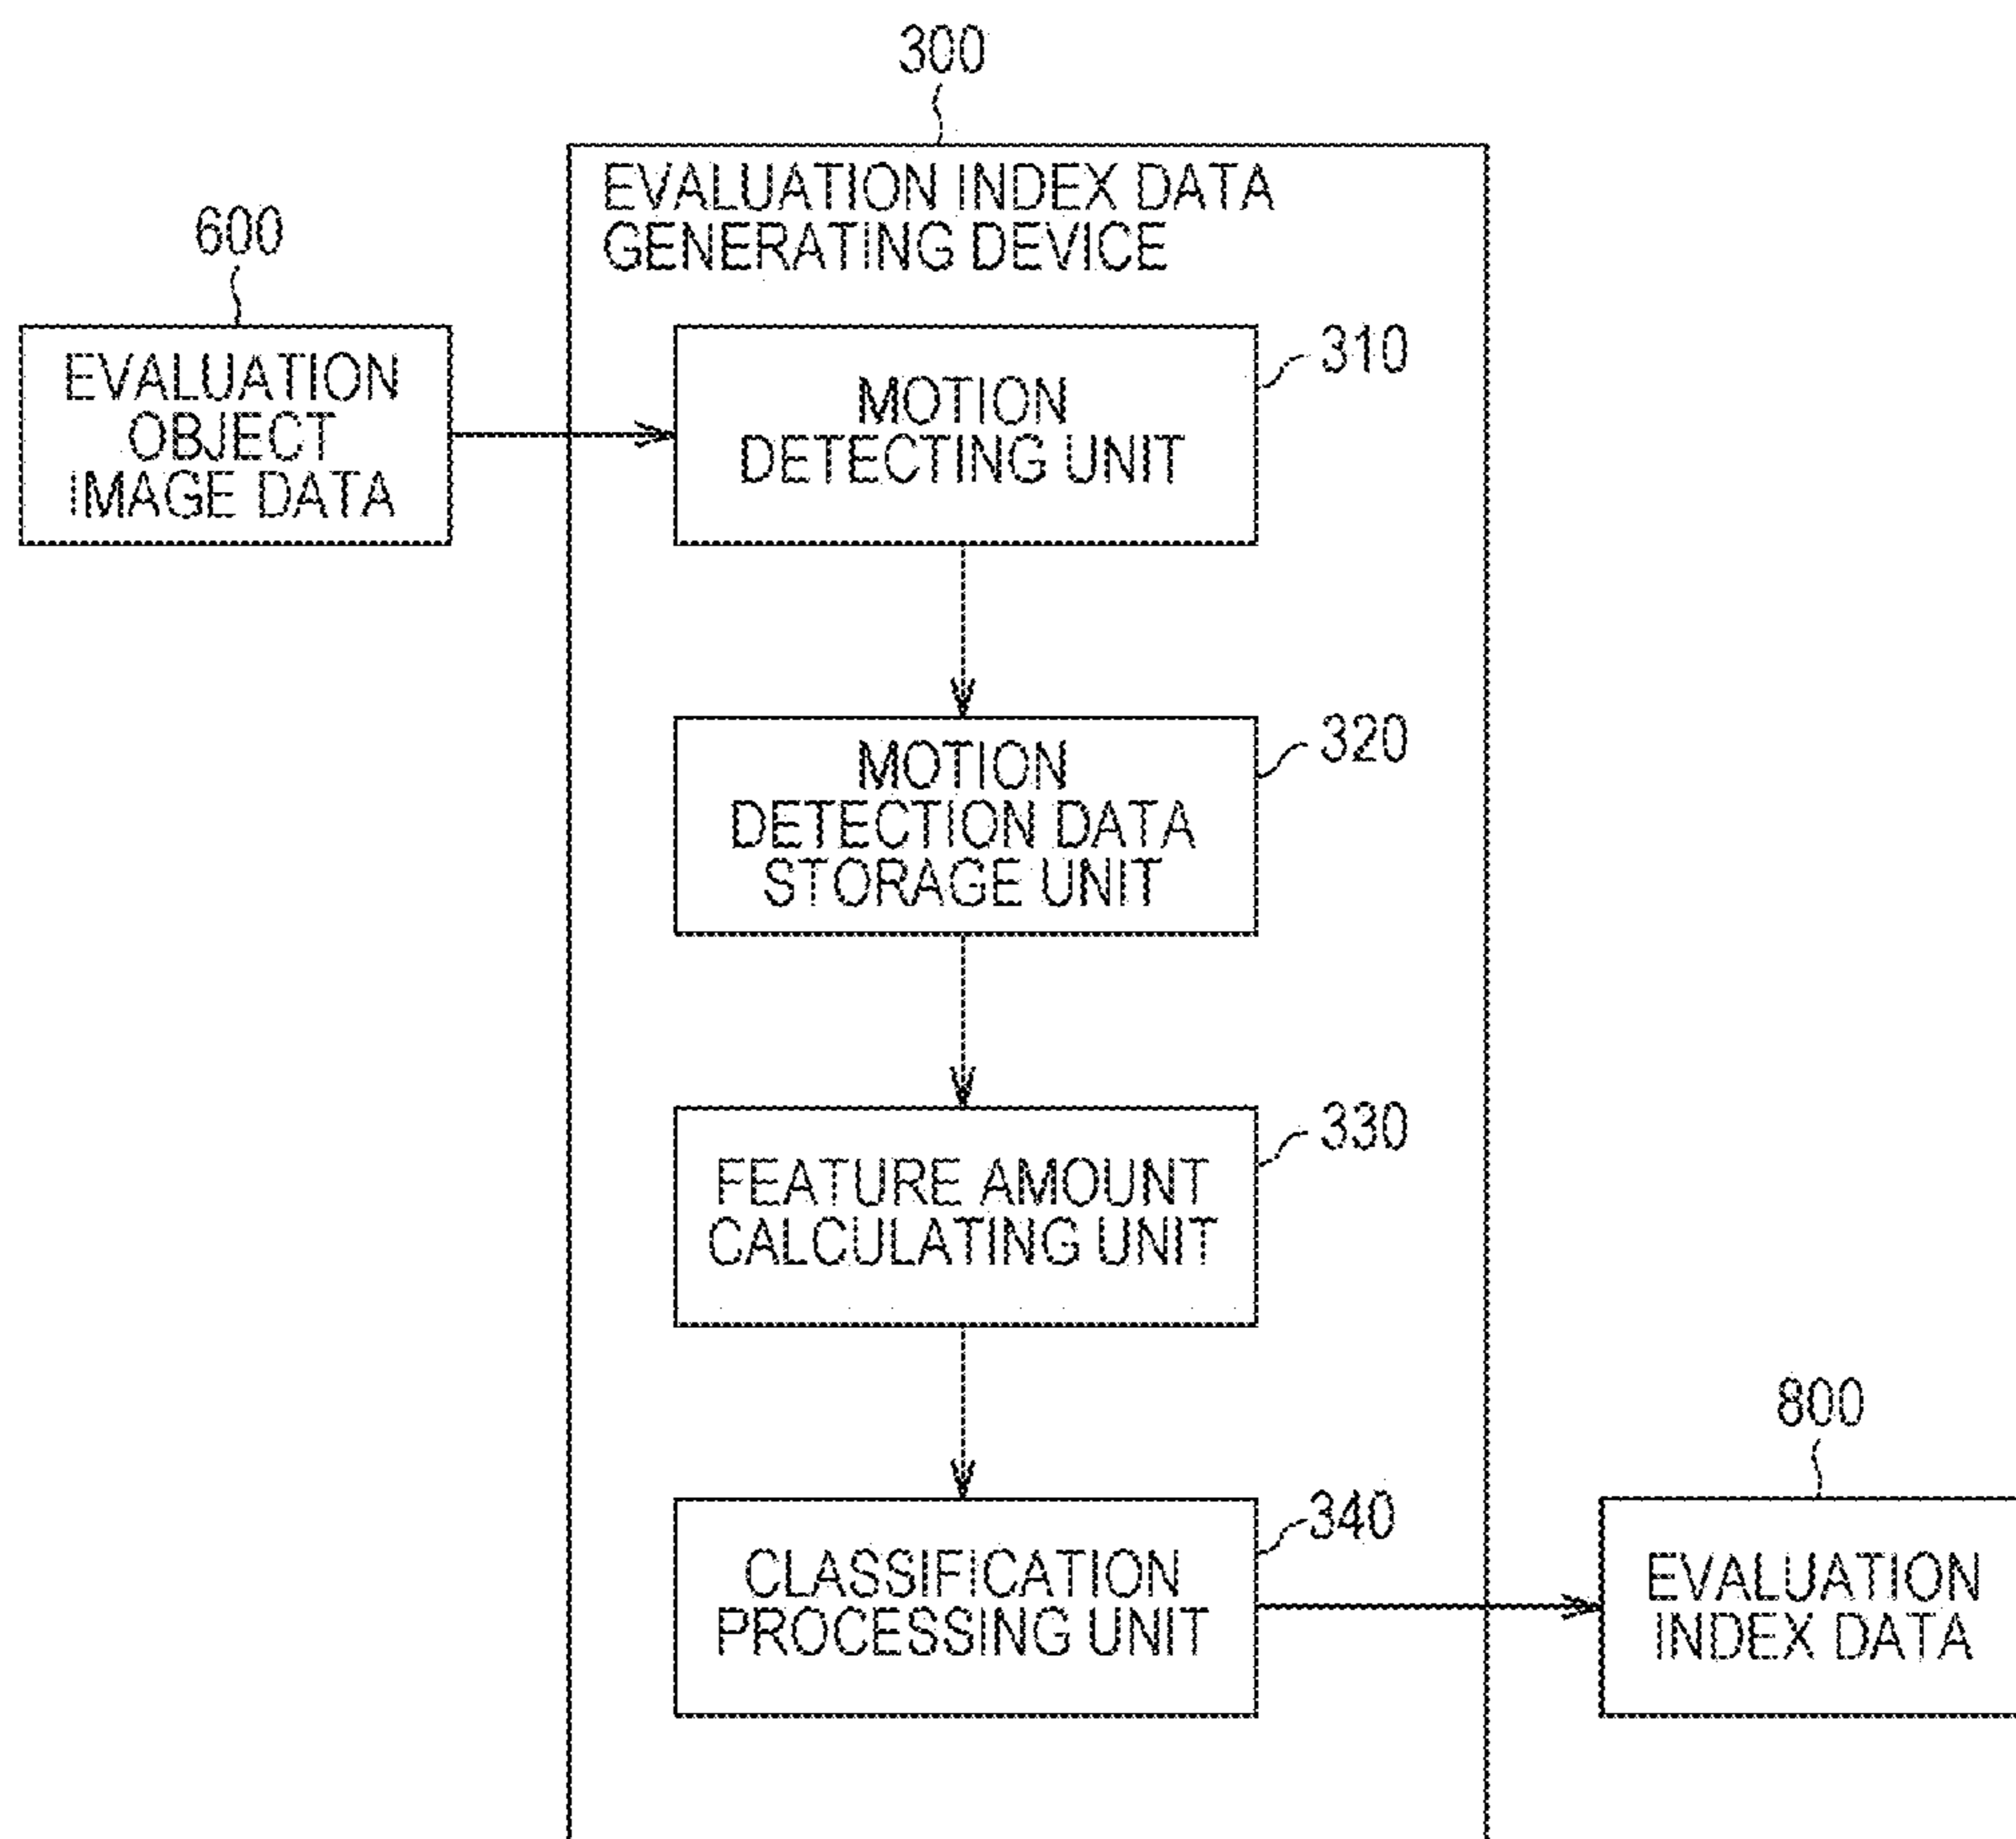 300
EVALUATION INDEX DATA
GENERATING DEVICE
600
EVALUATION
OBJECT
IMAGE DATA
310
MOTION
DETECTING UNIT
320
MOTION
DETECTION DATA
STORAGE UNIT
330
FEATURE AMOUNT
CALCULATING UNIT
340
CLASSIFICATION
PROCESSING UNIT
800
EVALUATION
INDEX DATA